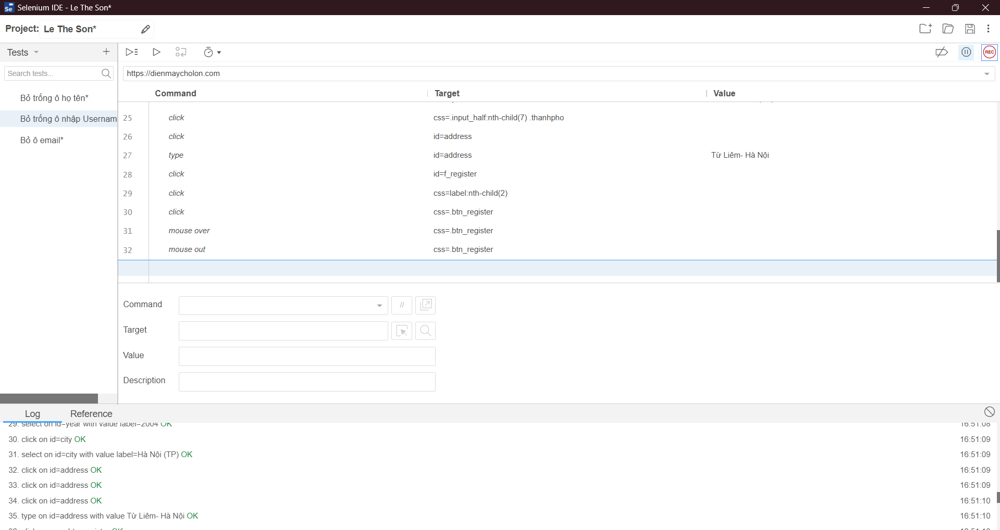 Selenium IDE - Le The Son*
Project: Le The Son*
Tests
REC
Search tests...
https://dienmaycholon.com
Command Target Value
Bỏ trống ô họ tên*
Bỏ trống ô nhập Usernam
Bỏ ô email*
25 click css=.input_half:nth-child(7) .thanhpho
26 click id=address
27 type id=address Từ Liêm- Hà Nội
28 click id=f_register
29 click css=label:nth-child(2)
30 click css=.btn_register
31 mouse over css=.btn_register
32 mouse out css=.btn_register
Command //
Target
Value
Description
Log Reference
29. select on id=year with value label=2004 OK 16:51:08
30. click on id=city OK 16:51:09
31. select on id=city with value label=Hà Nội (TP) OK 16:51:09
32. click on id=address OK 16:51:09
33. click on id=address OK 16:51:09
34. click on id=address OK 16:51:10
35. type on id=address with value Từ Liêm- Hà Nội OK 16:51:10